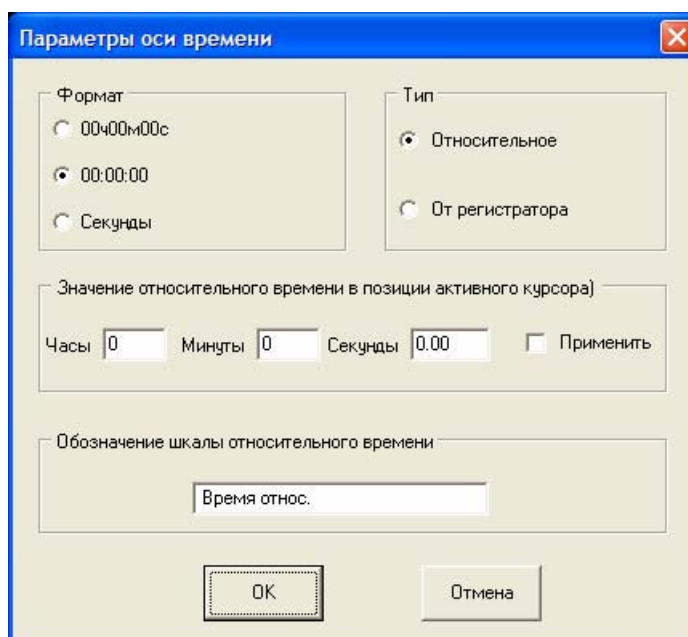 Параметры оси времени
Формат
00ч00м00с
00:00:00
Секунды
Тип
Относительное
От регистратора
Значение относительного времени в позиции активного курсора)
Часы 0 Минуты 0 Секунды 0.00 Применить
Обозначение шкалы относительного времени
Время относ.
OK Отмена